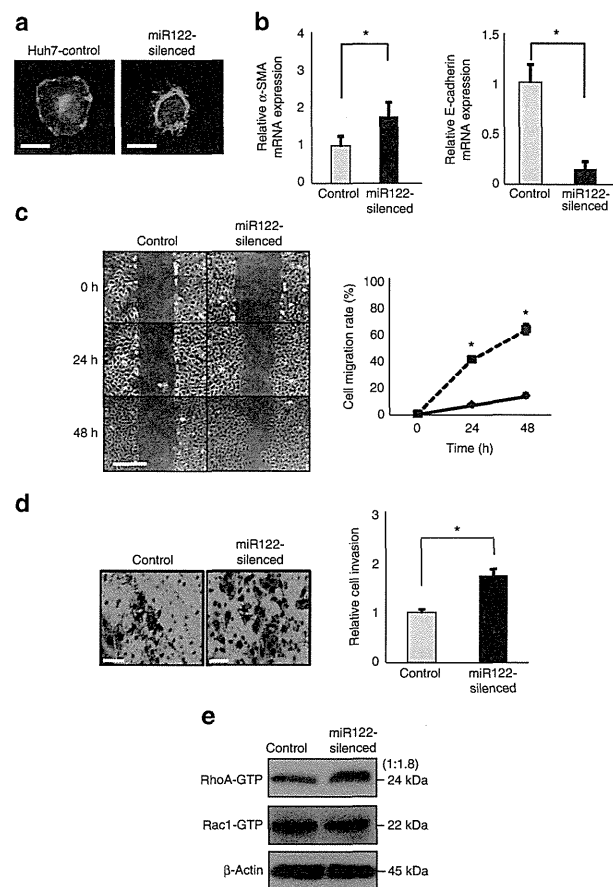 a
Huh7-control
miR122-
silenced
b
Relative α-SMA
mRNA expression
4
3
2
1
0
*
Control
miR122-
silenced
Relative E-cadherin
mRNA expression
1.5
1
0.5
0
*
Control
miR122-
silenced
c
Control
miR122-
silenced
0 h
24 h
48 h
Cell migration rate (%)
100
80
60
40
20
0
*
*
0
24
48
Time (h)
d
Control
miR122-
silenced
Relative cell invasion
3
2
1
0
*
Control
miR122-
silenced
e
Control
miR122-
silenced
(1:1.8)
RhoA-GTP
24 kDa
Rac1-GTP
22 kDa
β-Actin
45 kDa